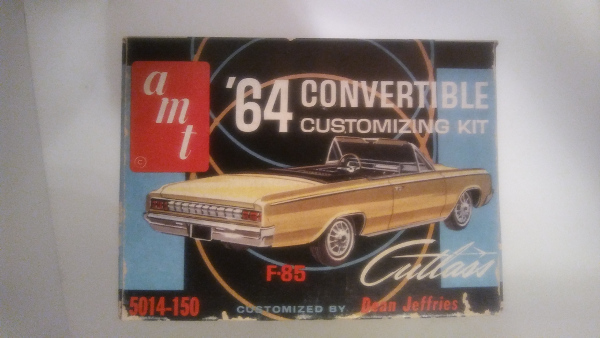 amt
©
'64 CONVERTIBLE
CUSTOMIZING KIT
F-85
Cutlass
5014-150
CUSTOMIZED BY Dean Jeffries